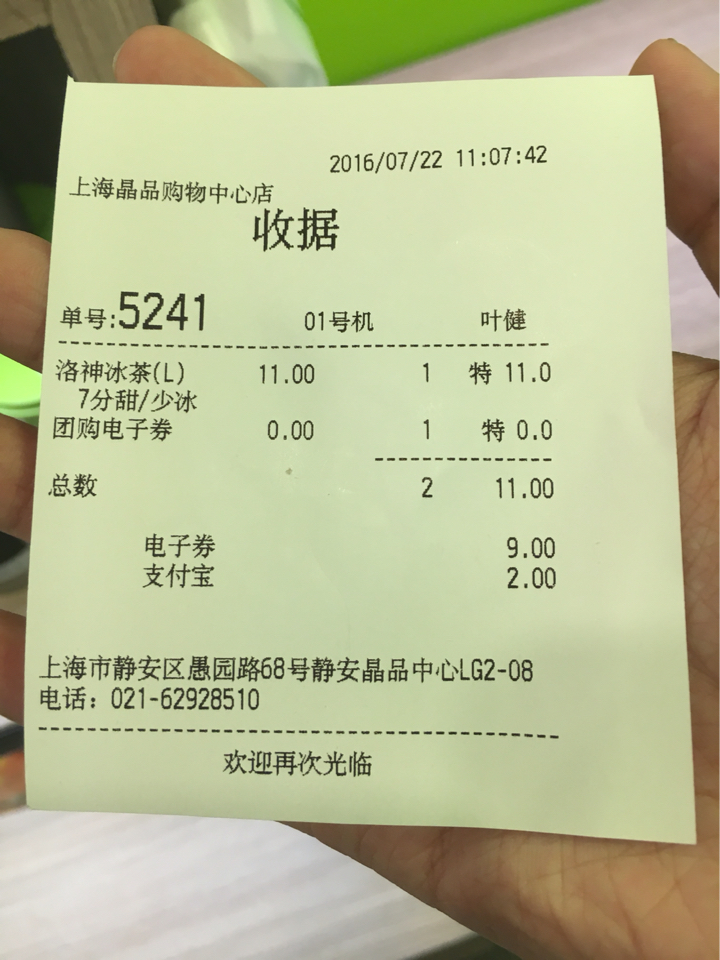 2016/07/22 11:07:42
上海晶品购物中心店
收据
单号:5241 01号机 叶健
洛神冰茶(L) 11.00 1 特 11.0
7分甜/少冰
团购电子券 0.00 1 特 0.0
总数 2 11.00
电子券 9.00
支付宝 2.00
上海市静安区愚园路68号静安晶品中心LG2-08
电话：021-62928510
欢迎再次光临